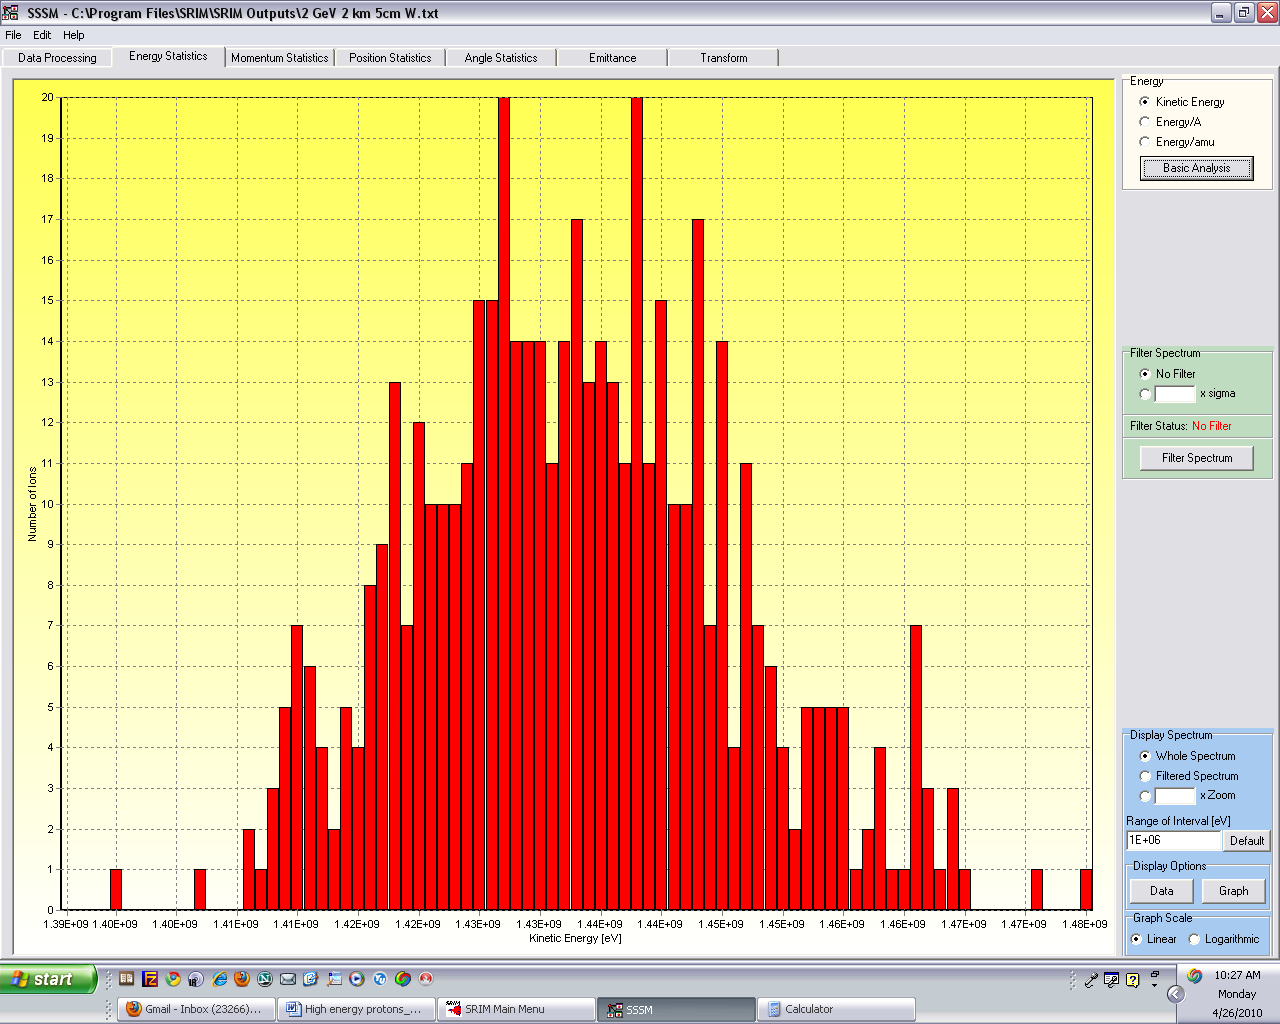 SSSM - C:\Program Files\SRIM\SRIM Outputs\2 GeV 2 km 5cm W.txt
File Edit Help
Data Processing Energy Statistics Momentum Statistics Position Statistics Angle Statistics Emittance Transform
20
19
18
17
16
15
14
13
12
11
10
9
8
7
6
5
4
3
2
1
0
Number of Ions
1.39E+09 1.40E+09 1.40E+09 1.41E+09 1.41E+09 1.42E+09 1.42E+09 1.43E+09 1.43E+09 1.44E+09 1.44E+09 1.45E+09 1.45E+09 1.46E+09 1.46E+09 1.47E+09 1.47E+09 1.48E+09
Kinetic Energy [eV]
Energy
Kinetic Energy
Energy/A
Energy/amu
Basic Analysis
Filter Spectrum
No Filter
x sigma
Filter Status: No Filter
Filter Spectrum
Display Spectrum
Whole Spectrum
Filtered Spectrum
x Zoom
Range of Interval [eV]
1E+06 Default
Display Options
Data Graph
Graph Scale
Linear Logarithmic
start
10:27 AM
Monday
4/26/2010
Gmail - Inbox (23266)... High energy protons_... SRIM Main Menu SSSM Calculator